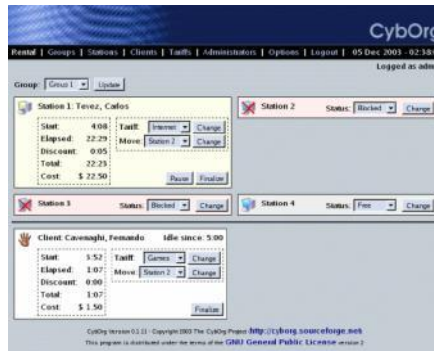 CybOrg
Rental | Groups | Stations | Clients | Tariffs | Administrators | Options | Logout | 05 Dec 2003 - 02:38
Logged as adm
Group: Group 1 Update
Station 1: Tevez, Carlos
Start: 4:08 Tariff: Internet Change
Elapsed: 22:29 Move: Station 2 Change
Discount: 0:05
Total: 22:25
Cost: $ 22.50 Pause Finalize
Station 2 Status: Blocked Change
Station 3 Status: Blocked Change
Station 4 Status: Free Change
Client: Cavenaghi, Fernando Idle since: 5:00
Start: 3:52 Tariff: Games Change
Elapsed: 1:07 Move: Station 2 Change
Discount: 0:00
Total: 1:07
Cost: $ 1.50 Finalize
CybOrg Version 0.1.11 - Copyright 2003 The CybOrg Project http://cyborg.sourceforge.net
This program is distributed under the terms of the GNU General Public License version 2